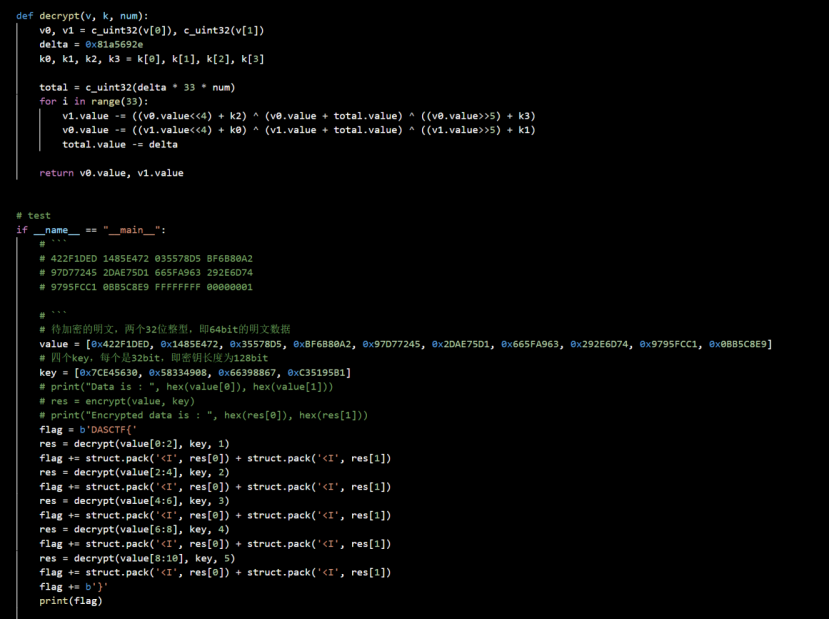 def decrypt(v, k, num):
    v0, v1 = c_uint32(v[0]), c_uint32(v[1])
    delta = 0x81a5692e
    k0, k1, k2, k3 = k[0], k[1], k[2], k[3]
    total = c_uint32(delta * 33 * num)
    for i in range(33):
        v1.value -= ((v0.value<<4) + k2) ^ (v0.value + total.value) ^ ((v0.value>>5) + k3)
        v0.value -= ((v1.value<<4) + k0) ^ (v1.value + total.value) ^ ((v1.value>>5) + k1)
        total.value -= delta
    return v0.value, v1.value
# test
if __name__ == "__main__":
    # ```
    # 422F1DED 1485E472 035578D5 BF6B80A2
    # 97D77245 2DAE75D1 665FA963 292E6D74
    # 9795FCC1 0BB5C8E9 FFFFFFFF 00000001
    # ```
    # 待加密的明文，两个32位整型，即64bit的明文数据
    value = [0x422F1DED, 0x1485E472, 0x35578D5, 0xBF6B80A2, 0x97D77245, 0x2DAE75D1, 0x665FA963, 0x292E6D74, 0x9795FCC1, 0x0BB5C8E9]
    # 四个key，每个是32bit，即密钥长度为128bit
    key = [0x7CE45630, 0x58334908, 0x66398867, 0xC35195B1]
    # print("Data is : ", hex(value[0]), hex(value[1]))
    # res = encrypt(value, key)
    # print("Encrypted data is : ", hex(res[0]), hex(res[1]))
    flag = b'DASCTF{'
    res = decrypt(value[0:2], key, 1)
    flag += struct.pack('<I', res[0]) + struct.pack('<I', res[1])
    res = decrypt(value[2:4], key, 2)
    flag += struct.pack('<I', res[0]) + struct.pack('<I', res[1])
    res = decrypt(value[4:6], key, 3)
    flag += struct.pack('<I', res[0]) + struct.pack('<I', res[1])
    res = decrypt(value[6:8], key, 4)
    flag += struct.pack('<I', res[0]) + struct.pack('<I', res[1])
    res = decrypt(value[8:10], key, 5)
    flag += struct.pack('<I', res[0]) + struct.pack('<I', res[1])
    flag += b'}'
    print(flag)